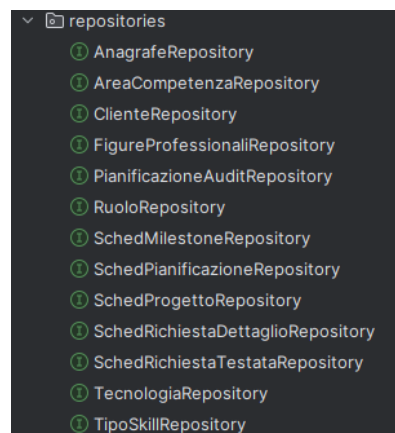 repositories
AnagrafeRepository
AreaCompetenzaRepository
ClienteRepository
FigureProfessionaliRepository
PianificazioneAuditRepository
RuoloRepository
SchedMilestoneRepository
SchedPianificazioneRepository
SchedProgettoRepository
SchedRichiestaDettaglioRepository
SchedRichiestaTestataRepository
TecnologiaRepository
TipoSkillRepository